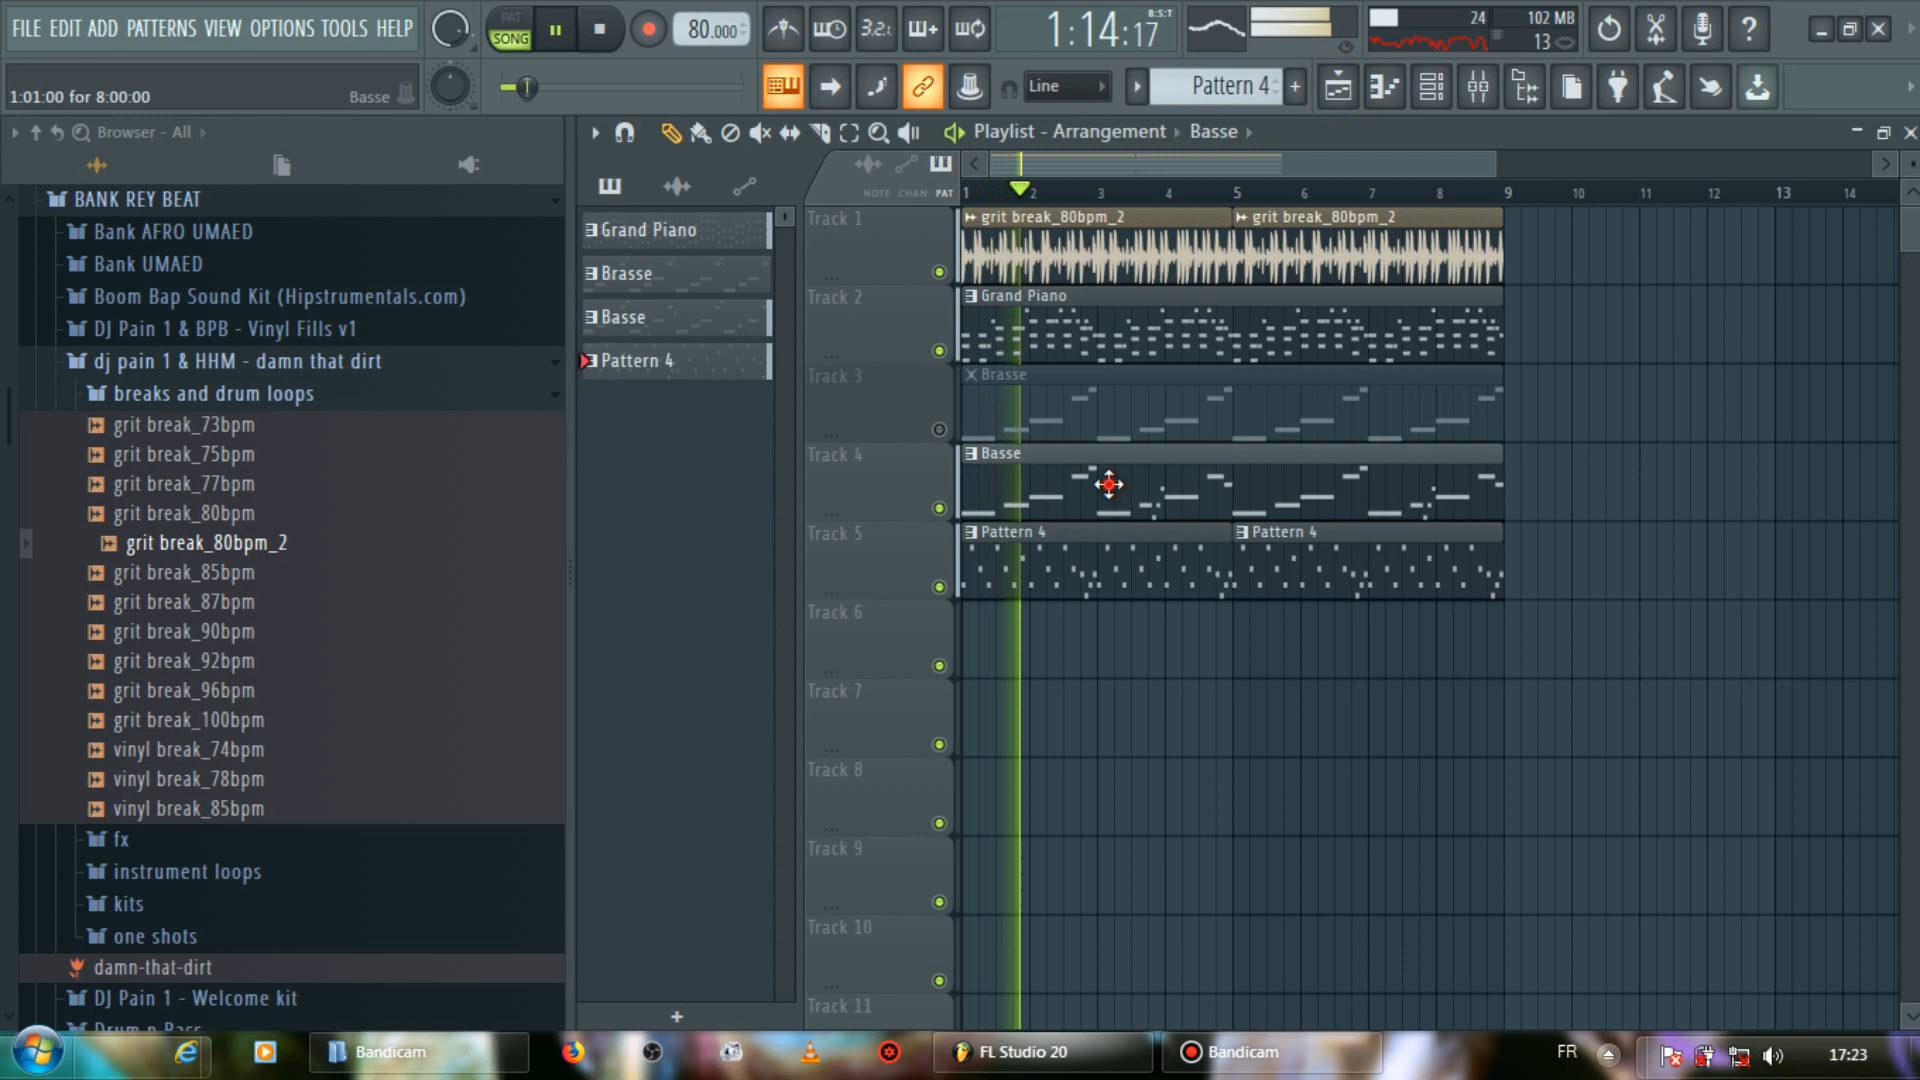 FILE EDIT ADD PATTERNS VIEW OPTIONS TOOLS HELP
PAT
SONG
80.000
3.2
1:14:17
B:S:T
24
102 MB
13
1:01:00 for 8:00:00
Basse
Line
Pattern 4
Browser - All
Playlist - Arrangement
Basse
NOTE CHAN PAT
1 2 3 4 5 6 7 8 9 10 11 12 13 14
BANK REY BEAT
Bank AFRO UMAED
Bank UMAED
Boom Bap Sound Kit (Hipstrumentals.com)
DJ Pain 1 & BPB - Vinyl Fills v1
dj pain 1 & HHM - damn that dirt
breaks and drum loops
grit break_73bpm
grit break_75bpm
grit break_77bpm
grit break_80bpm
grit break_80bpm_2
grit break_85bpm
grit break_87bpm
grit break_90bpm
grit break_92bpm
grit break_96bpm
grit break_100bpm
vinyl break_74bpm
vinyl break_78bpm
vinyl break_85bpm
fx
instrument loops
kits
one shots
damn-that-dirt
DJ Pain 1 - Welcome kit
Drum n Bass
Grand Piano
Brasse
Basse
Pattern 4
Track 1
grit break_80bpm_2
grit break_80bpm_2
Track 2
Grand Piano
Track 3
Brasse
Track 4
Basse
Track 5
Pattern 4
Pattern 4
Track 6
Track 7
Track 8
Track 9
Track 10
Track 11
Bandicam
FL Studio 20
Bandicam
FR
17:23